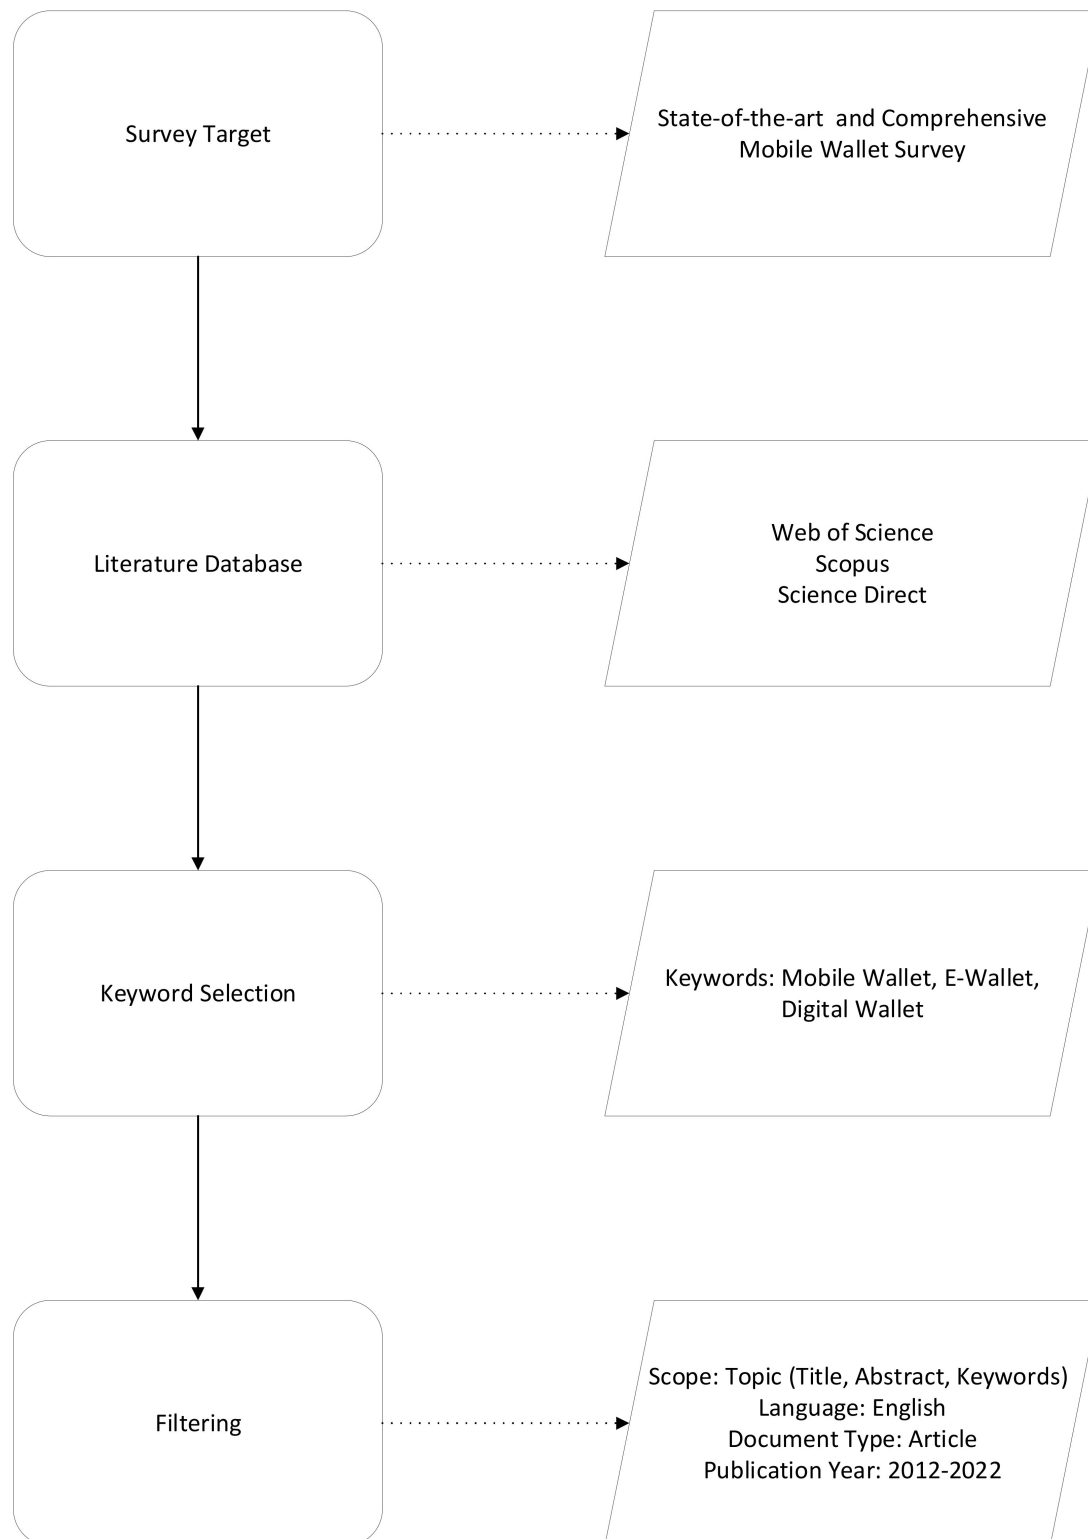 Survey Target
State-of-the-art and Comprehensive
Mobile Wallet Survey
Literature Database
Web of Science
Scopus
Science Direct
Keyword Selection
Keywords: Mobile Wallet, E-Wallet,
Digital Wallet
Filtering
Scope: Topic (Title, Abstract, Keywords)
Language: English
Document Type: Article
Publication Year: 2012-2022